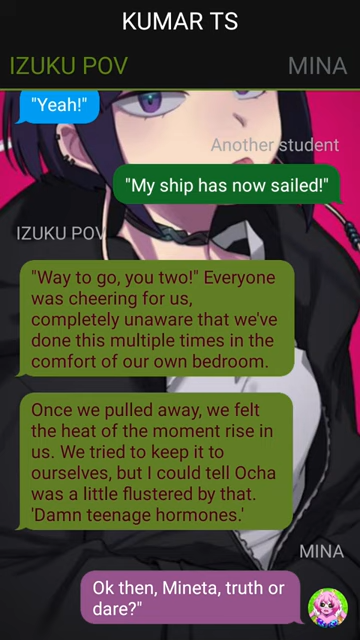 KUMAR TS
IZUKU POV MINA
"Yeah!"
Another student
"My ship has now sailed!"
IZUKU POV
"Way to go, you two!" Everyone
was cheering for us,
completely unaware that we've
done this multiple times in the
comfort of our own bedroom.
Once we pulled away, we felt
the heat of the moment rise in
us. We tried to keep it to
ourselves, but I could tell Ocha
was a little flustered by that.
'Damn teenage hormones.'
MINA
Ok then, Mineta, truth or
dare?"